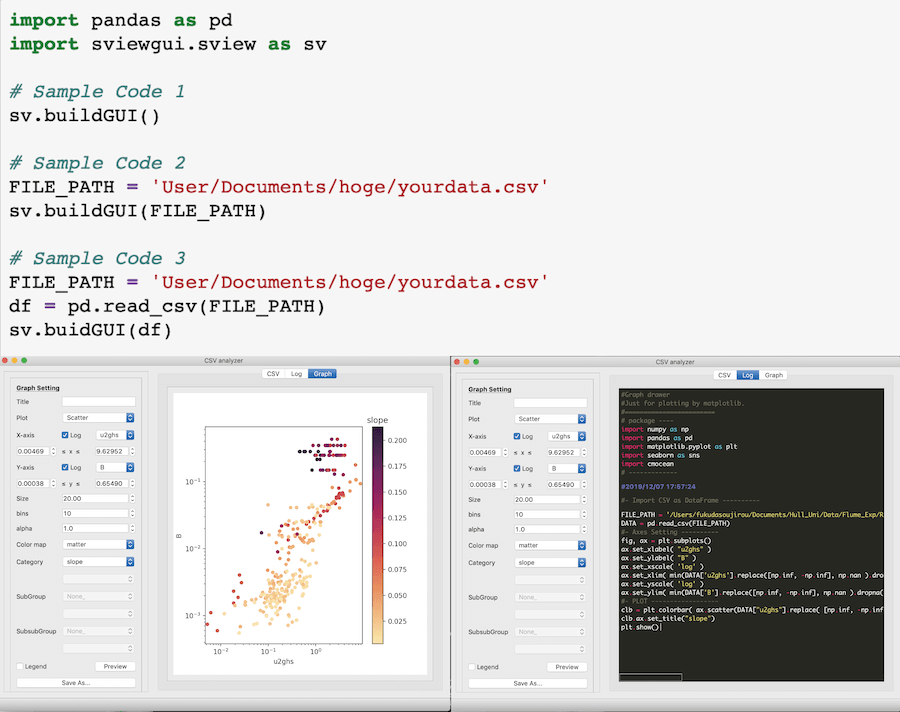 import pandas as pd
import sviewgui.sview as sv
# Sample Code 1
sv.buildGUI()
# Sample Code 2
FILE_PATH = 'User/Documents/hoge/yourdata.csv'
sv.buildGUI(FILE_PATH)
# Sample Code 3
FILE_PATH = 'User/Documents/hoge/yourdata.csv'
df = pd.read_csv(FILE_PATH)
sv.buidGUI(df)
CSV analyzer
CSV Log Graph
Graph Setting
Title
Plot Scatter
X-axis Log u2ghs
0.00469 ≤ x ≤ 9.62952
Y-axis Log B
0.00038 ≤ y ≤ 0.65490
Size 20.00
bins 10
alpha 1.0
Color map matter
Category slope
SubGroup None_
SubsubGroup None_
Legend Preview
Save As...
slope
0.200
0.175
0.150
0.125
0.100
0.075
0.050
0.025
10⁻¹
10⁻²
10⁻³
B
10⁻² 10⁻¹ 10⁰
u2ghs
CSV analyzer
CSV Log Graph
Graph Setting
Title
Plot Scatter
X-axis Log u2ghs
0.00469 ≤ x ≤ 9.62952
Y-axis Log B
0.00038 ≤ y ≤ 0.65490
Size 20.00
bins 10
alpha 1.0
Color map matter
Category slope
SubGroup None_
SubsubGroup None_
Legend Preview
Save As...
#Graph drawer
#Just for plotting by matplotlib.
#========================
# package ----
import numpy as np
import pandas as pd
import matplotlib.pyplot as plt
import seaborn as sns
import cmocean
# -------------
#2019/12/07 17:57:24
#- Import CSV as DataFrame ----------
FILE_PATH = '/Users/fukudasoujirou/Documents/Hull_Uni/Data/Flume_Exp/R
DATA = pd.read_csv(FILE_PATH)
#- Axes Setting ----------
fig, ax = plt.subplots()
ax.set_xlabel( "u2ghs" )
ax.set_ylabel( "B" )
ax.set_xscale( 'log' )
ax.set_xlim( min(DATA['u2ghs'].replace([np.inf, -np.inf], np.nan ).dro
ax.set_yscale( 'log' )
ax.set_ylim( min(DATA['B'].replace([np.inf, -np.inf], np.nan ).dropna(
#- PLOT ------------------
clb = plt.colorbar( ax.scatter(DATA["u2ghs"].replace( [np.inf, -np.inf
clb.ax.set_title("slope")
plt.show()